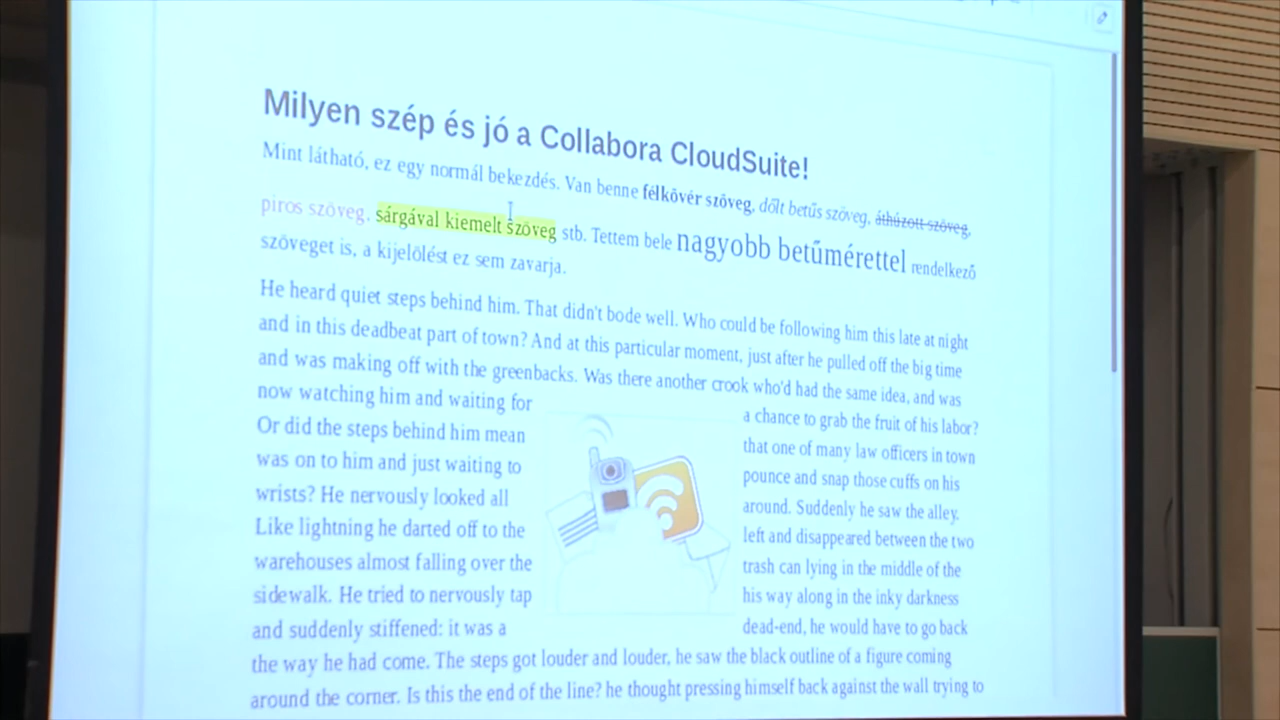 Milyen szép és jó a Collabora CloudSuite!
Mint látható, ez egy normál bekezdés. Van benne félkövér szöveg, dőlt betűs szöveg, áthúzott szöveg,
piros szöveg, sárgával kiemelt szöveg stb. Tettem bele nagyobb betűmérettel rendelkező
szöveget is, a kijelölést ez sem zavarja.
He heard quiet steps behind him. That didn't bode well. Who could be following him this late at night
and in this deadbeat part of town? And at this particular moment, just after he pulled off the big time
and was making off with the greenbacks. Was there another crook who'd had the same idea, and was
now watching him and waiting for a chance to grab the fruit of his labor?
Or did the steps behind him mean that one of many law officers in town
was on to him and just waiting to pounce and snap those cuffs on his
wrists? He nervously looked all around. Suddenly he saw the alley.
Like lightning he darted off to the left and disappeared between the two
warehouses almost falling over the trash can lying in the middle of the
sidewalk. He tried to nervously tap his way along in the inky darkness
and suddenly stiffened: it was a dead-end, he would have to go back
the way he had come. The steps got louder and louder, he saw the black outline of a figure coming
around the corner. Is this the end of the line? he thought pressing himself back against the wall trying to